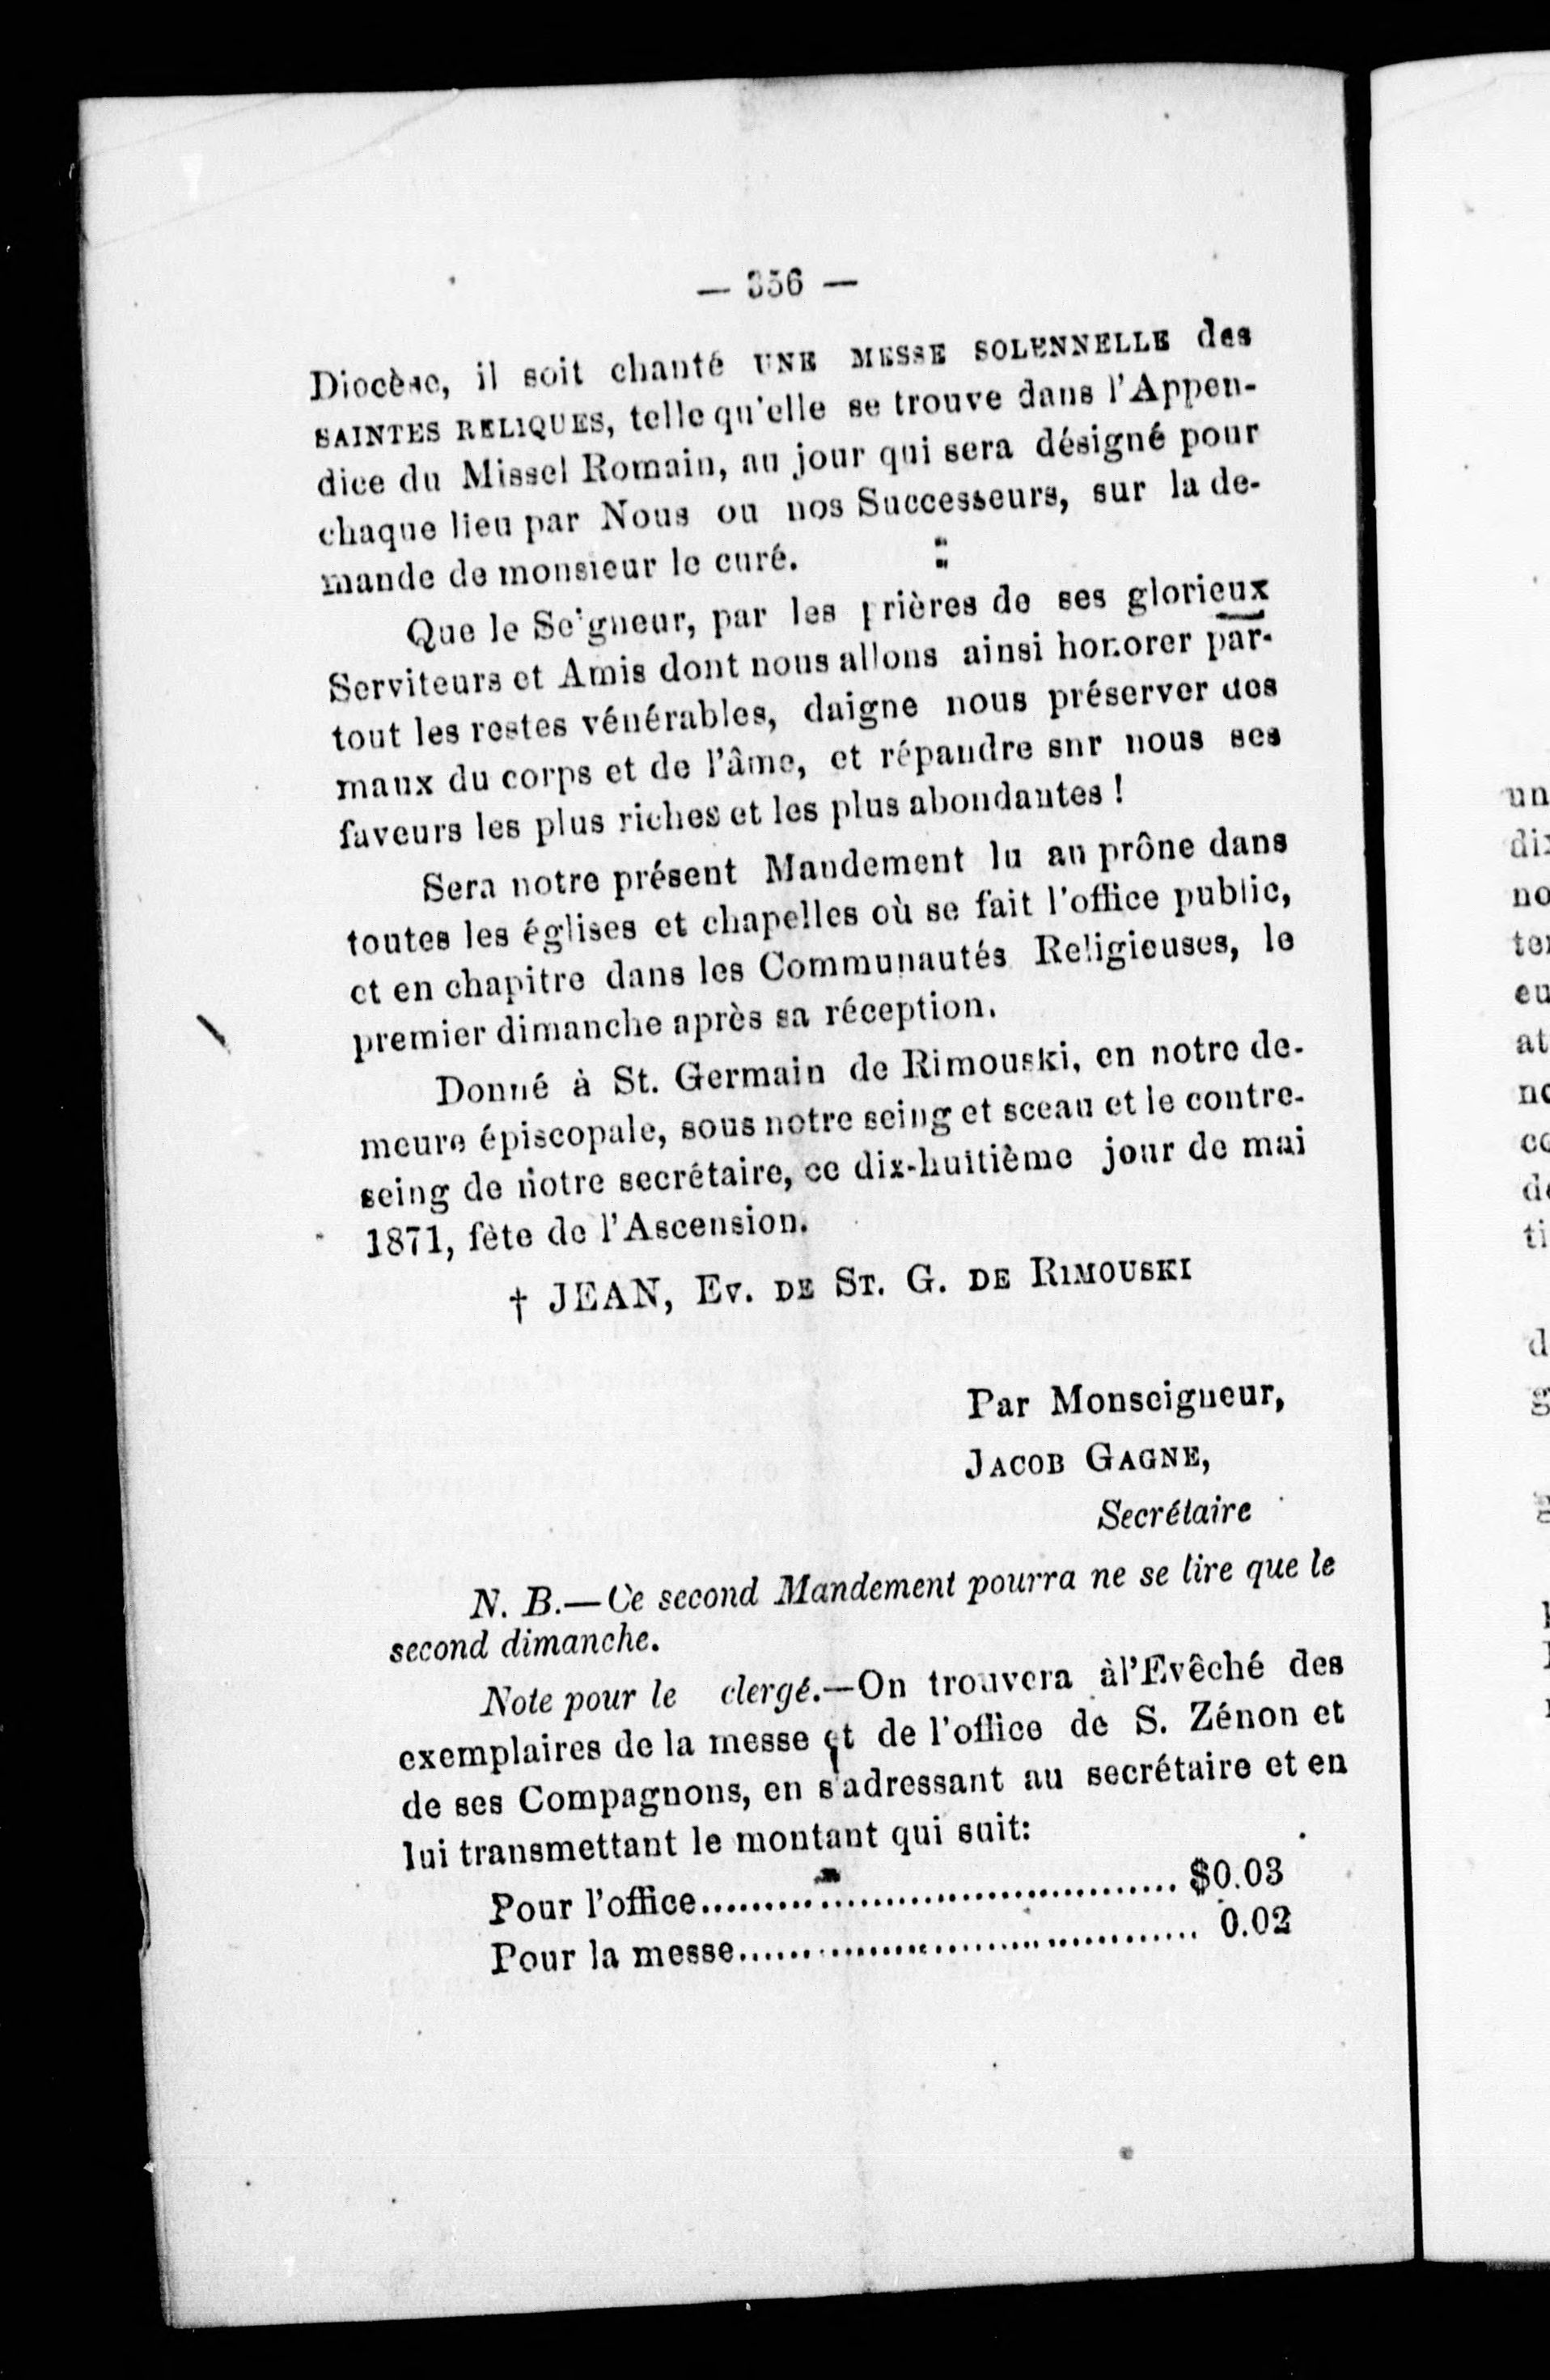 — 356 —
Diocèse, il soit chanté UNE MESSE SOLENNELLE des
SAINTES RELIQUES, telle qu'elle se trouve dans l'Appen-
dice du Missel Romain, au jour qui sera désigné pour
chaque lieu par Nous ou nos Successeurs, sur la de-
mande de monsieur le curé.
Que le Seigneur, par les prières de ses glorieux
Serviteurs et Amis dont nous allons ainsi honorer par-
tout les restes vénérables, daigne nous préserver des
maux du corps et de l'âme, et répandre snr nous ses
faveurs les plus riches et les plus abondantes !
Sera notre présent Mandement lu au prône dans
toutes les églises et chapelles où se fait l'office public,
et en chapitre dans les Communautés Religieuses, le
premier dimanche après sa réception.
Donné à St. Germain de Rimouski, en notre de-
meure épiscopale, sous notre seing et sceau et le contre-
seing de notre secrétaire, ce dix-huitième jour de mai
1871, fète de l'Ascension.
† JEAN, Ev. DE ST. G. DE RIMOUSKI
Par Monseigneur,
JACOB GAGNE,
Secrétaire
N. B.—Ce second Mandement pourra ne se lire que le
second dimanche.
Note pour le clergé.—On trouvera àl'Evêché des
exemplaires de la messe et de l'office de S. Zénon et
de ses Compagnons, en s'adressant au secrétaire et en
lui transmettant le montant qui suit:
Pour l'office...................................... $0.03
Pour la messe..................................... 0.02
un
no
eu
at